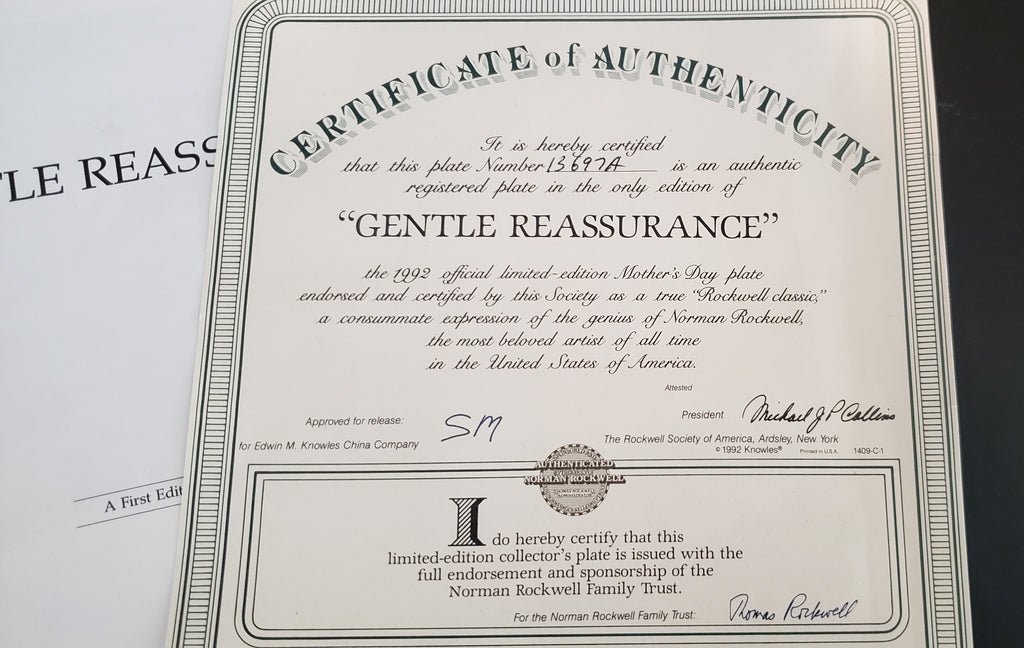 TLE REASS
A First Edit
CERTIFICATE of AUTHENTICITY
It is hereby certified
that this plate Number 13697A is an authentic
registered plate in the only edition of
“GENTLE REASSURANCE”
the 1992 official limited-edition Mother's Day plate
endorsed and certified by this Society as a true “Rockwell classic,”
a consummate expression of the genius of Norman Rockwell,
the most beloved artist of all time
in the United States of America.
Attested
Approved for release: SM
President Michael J P Collins
for Edwin M. Knowles China Company
The Rockwell Society of America, Ardsley, New York
©1992 Knowles® Printed in U.S.A. 1409-C-1
AUTHENTICATED
NORMAN ROCKWELL
I do hereby certify that this
limited-edition collector's plate is issued with the
full endorsement and sponsorship of the
Norman Rockwell Family Trust.
For the Norman Rockwell Family Trust: Thomas Rockwell